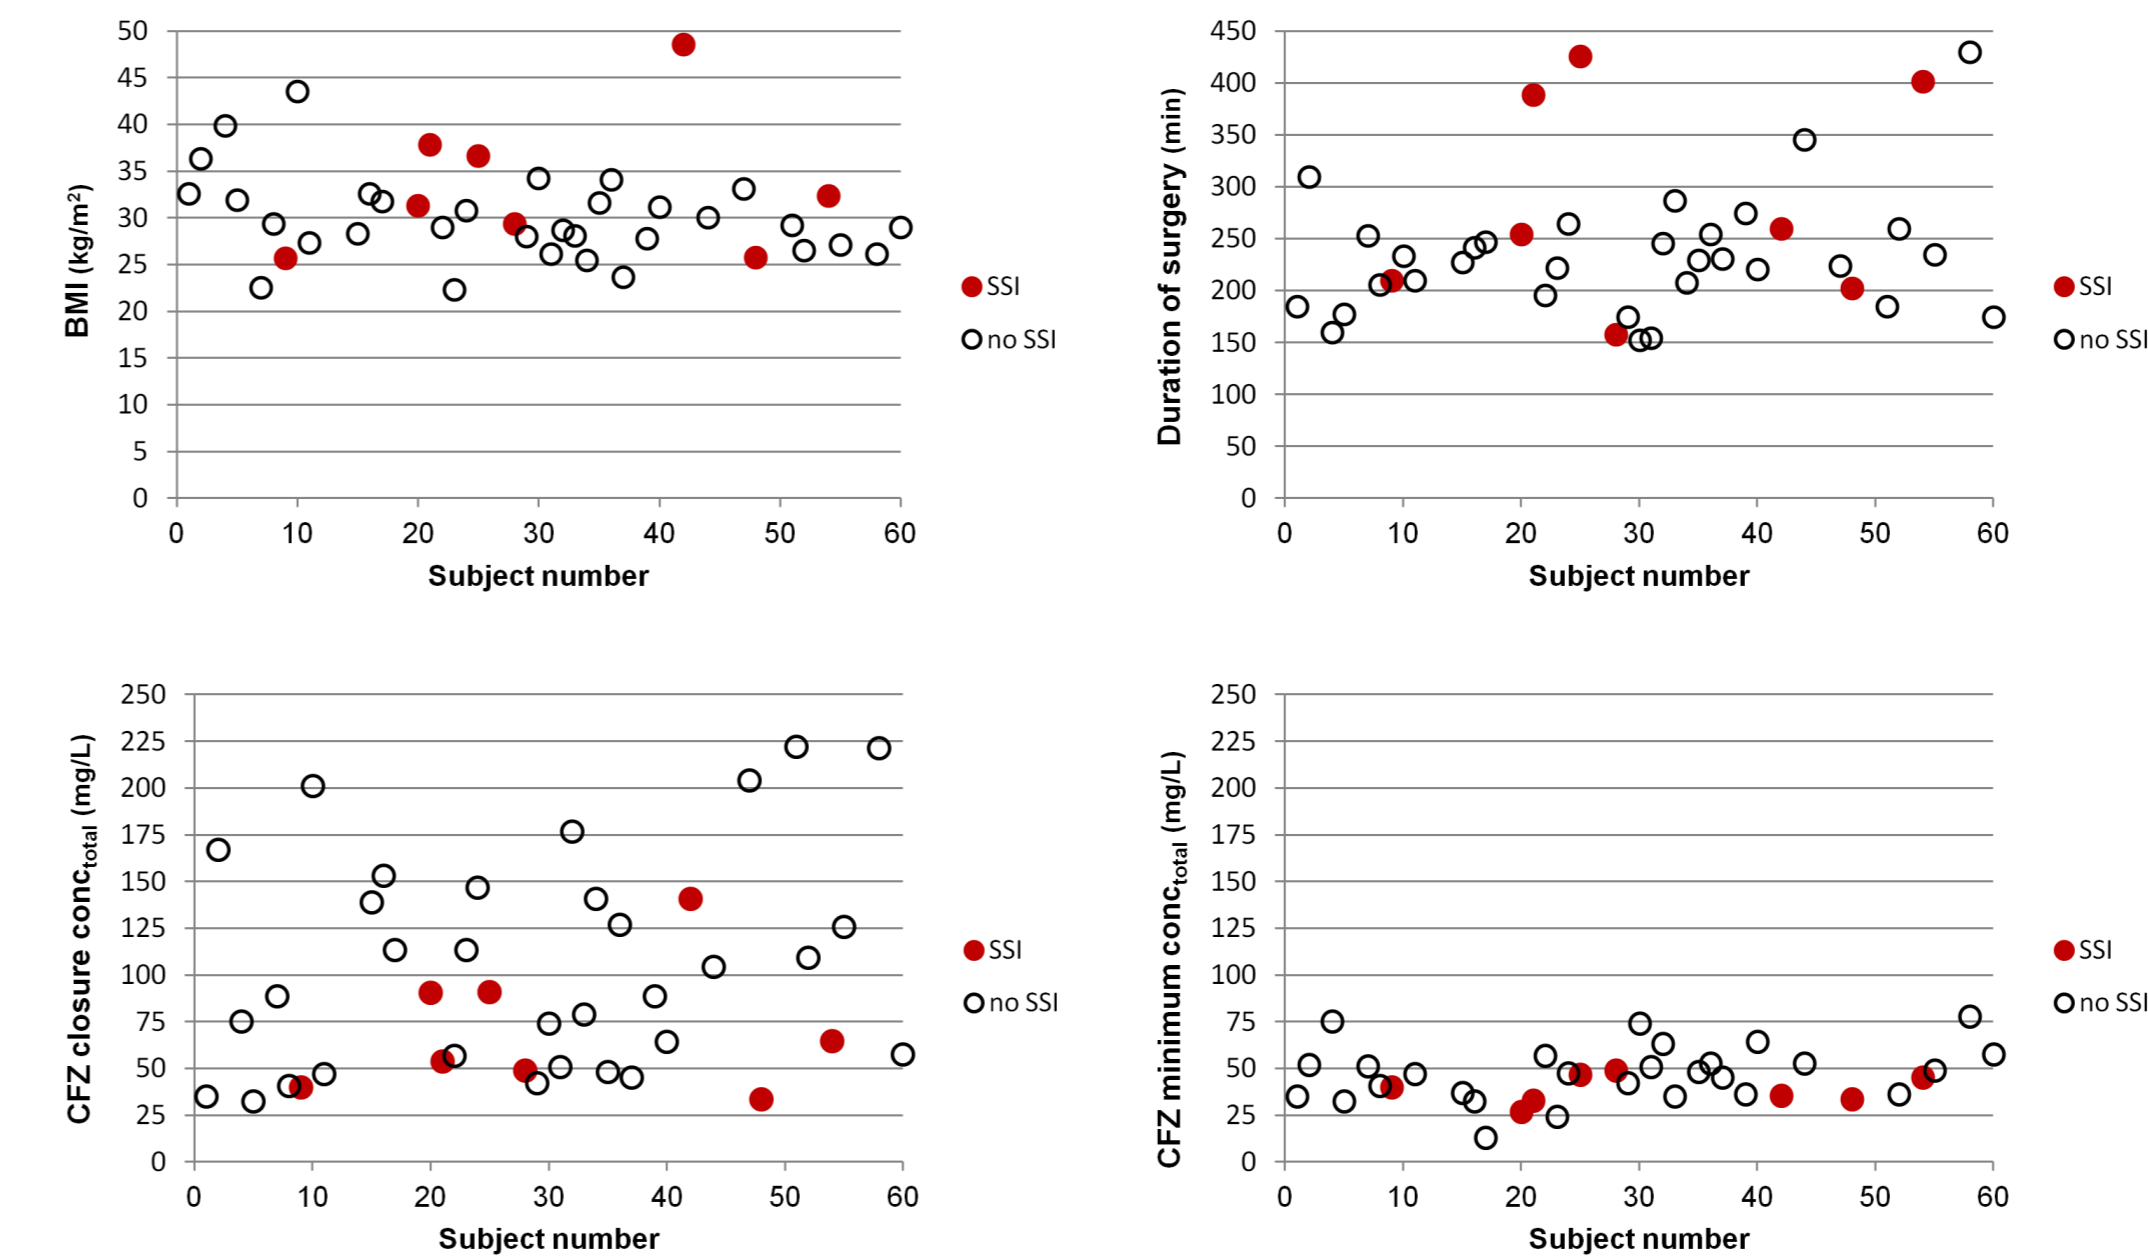 50
45
40
35
30
25
20
15
10
5
0
BMI (kg/m²)
0 10 20 30 40 50 60
Subject number
SSI
no SSI
450
400
350
300
250
200
150
100
50
0
Duration of surgery (min)
0 10 20 30 40 50 60
Subject number
SSI
no SSI
250
225
200
175
150
125
100
75
50
25
0
CFZ closure conctotal (mg/L)
0 10 20 30 40 50 60
Subject number
SSI
no SSI
250
225
200
175
150
125
100
75
50
25
0
CFZ minimum conctotal (mg/L)
0 10 20 30 40 50 60
Subject number
SSI
no SSI